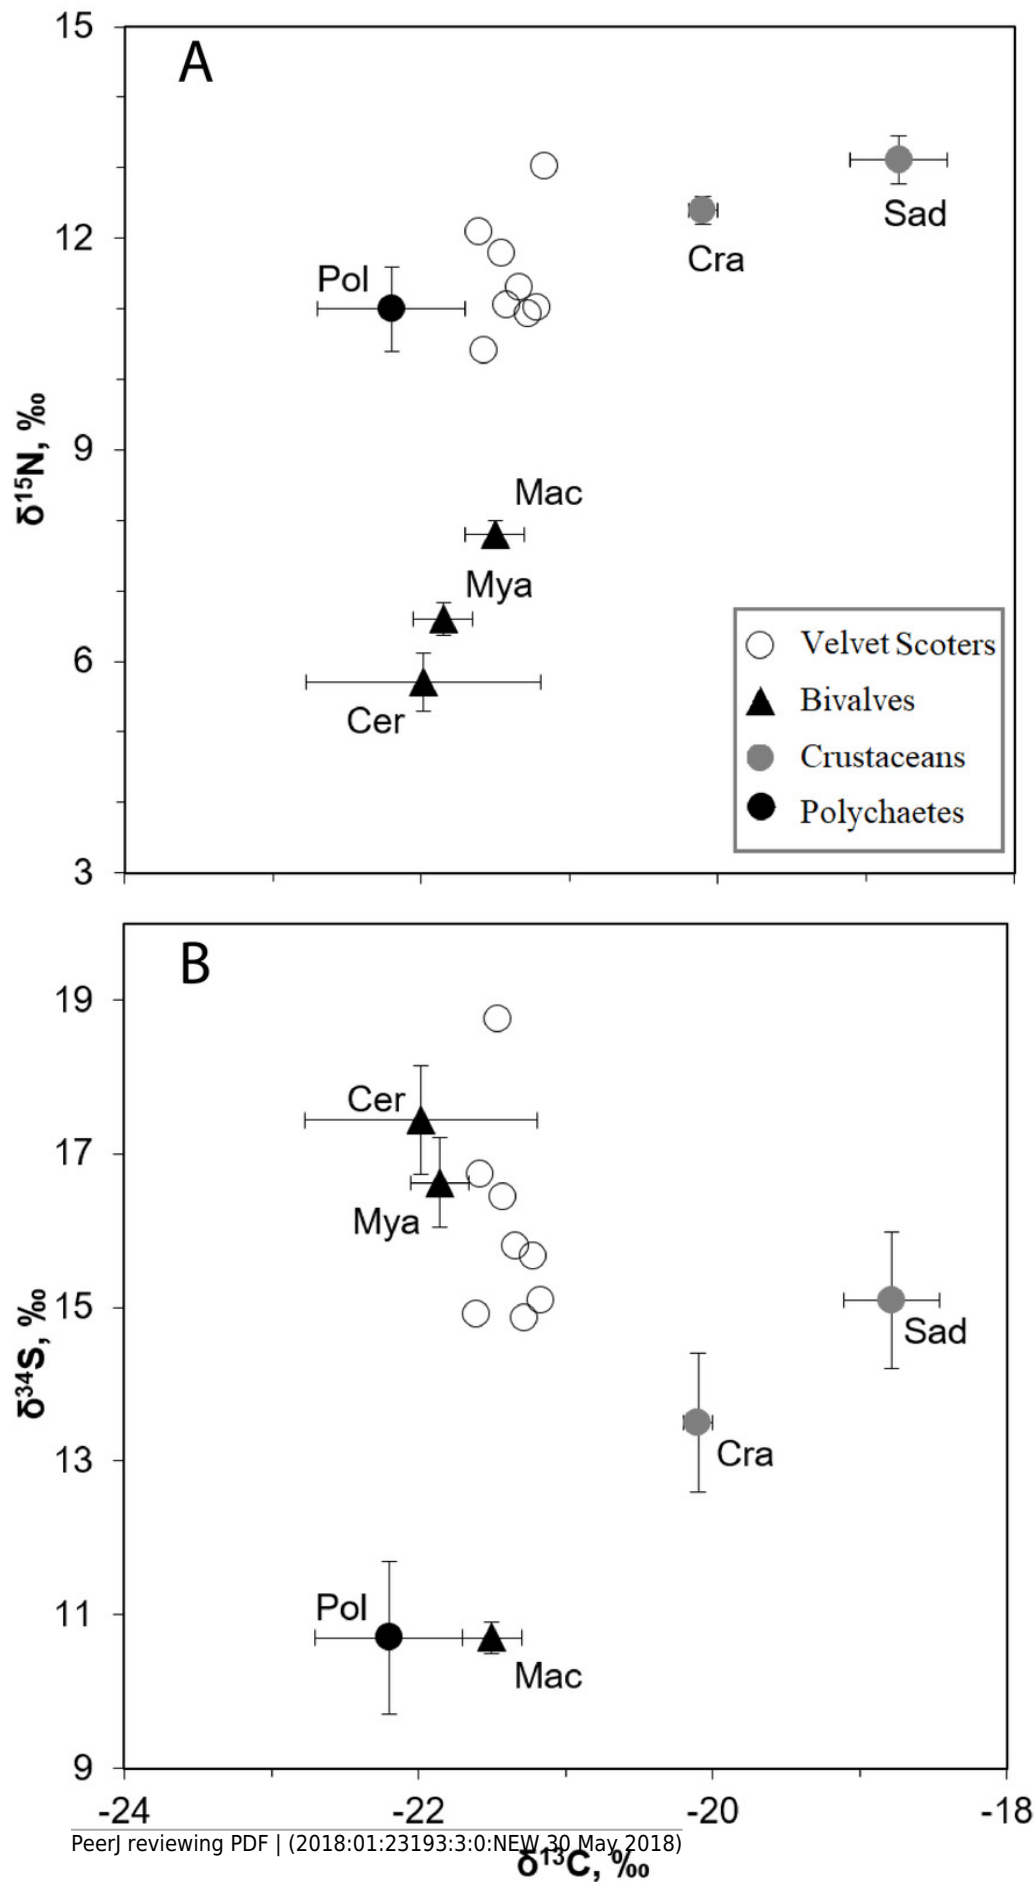 15
A
Sad
12
Cra
Pol
9
Mac
δ¹⁵N, ‰
Mya
6
Cer
Velvet Scoters
Bivalves
Crustaceans
Polychaetes
3
B
19
Cer
17
Mya
15
Sad
δ³⁴S, ‰
13
Cra
11
Pol
Mac
9
-24
-22
-20
-18
PeerJ reviewing PDF | (2018:01:23193:3:0:NEW 30 May 2018)
δ¹³C, ‰